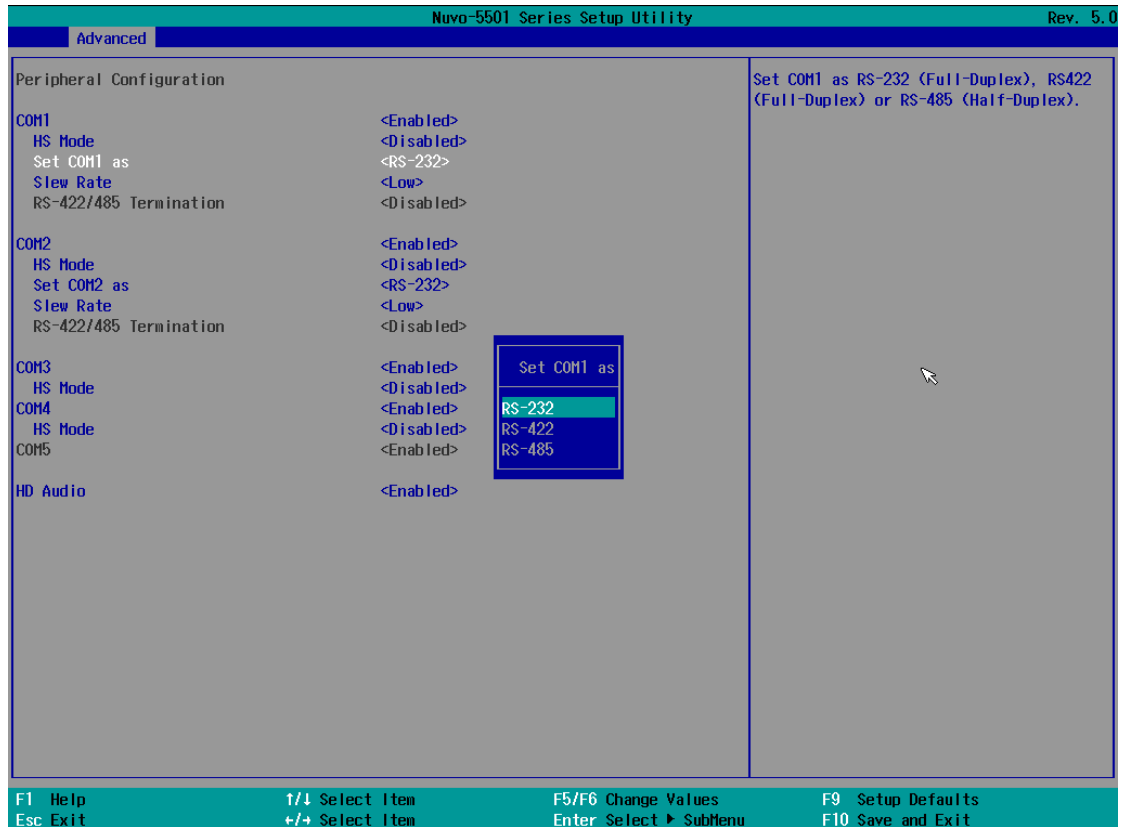 Nuvo-5501 Series Setup Utility Rev. 5.0
Advanced
Peripheral Configuration
COM1 <Enabled>
HS Mode <Disabled>
Set COM1 as <RS-232>
Slew Rate <Low>
RS-422/485 Termination <Disabled>
COM2 <Enabled>
HS Mode <Disabled>
Set COM2 as <RS-232>
Slew Rate <Low>
RS-422/485 Termination <Disabled>
COM3 <Enabled>
HS Mode <Disabled>
COM4 <Enabled>
HS Mode <Disabled>
COM5 <Enabled>
HD Audio <Enabled>
Set COM1 as
RS-232
RS-422
RS-485
Set COM1 as RS-232 (Full-Duplex), RS422
(Full-Duplex) or RS-485 (Half-Duplex).
F1 Help ↑/↓ Select Item F5/F6 Change Values F9 Setup Defaults
Esc Exit ←/→ Select Item Enter Select ▶ SubMenu F10 Save and Exit